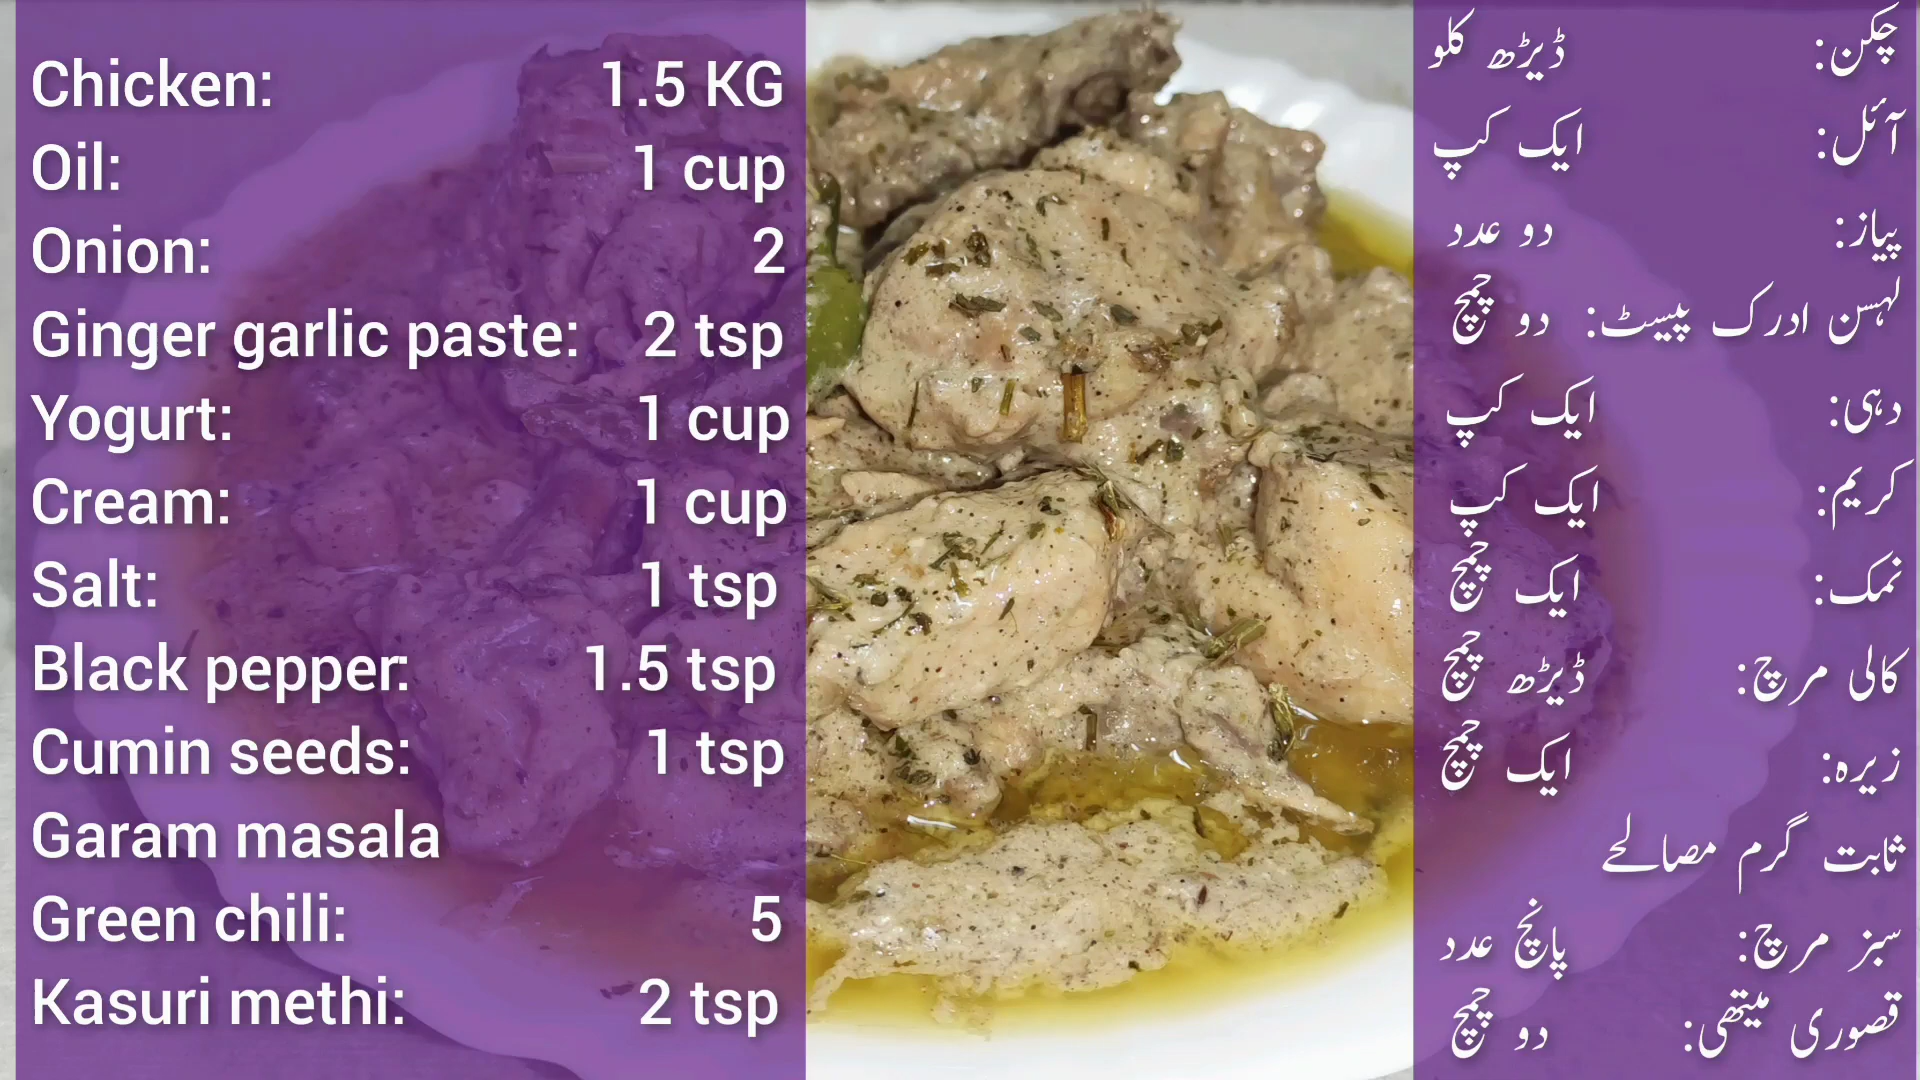 Chicken: 1.5 KG
Oil: 1 cup
Onion: 2
Ginger garlic paste: 2 tsp
Yogurt: 1 cup
Cream: 1 cup
Salt: 1 tsp
Black pepper: 1.5 tsp
Cumin seeds: 1 tsp
Garam masala
Green chili: 5
Kasuri methi: 2 tsp
چکن: ڈیڑھ کلو
آئل: ایک کپ
پیاز: دو عدد
لہسن ادرک پیسٹ: دو چمچ
دہی: ایک کپ
کریم: ایک کپ
نمک: ایک چمچ
کالی مرچ: ڈیڑھ چمچ
زیرہ: ایک چمچ
ثابت گرم مصالحے
سبز مرچ: پانچ عدد
قصوری میتھی: دو چمچ